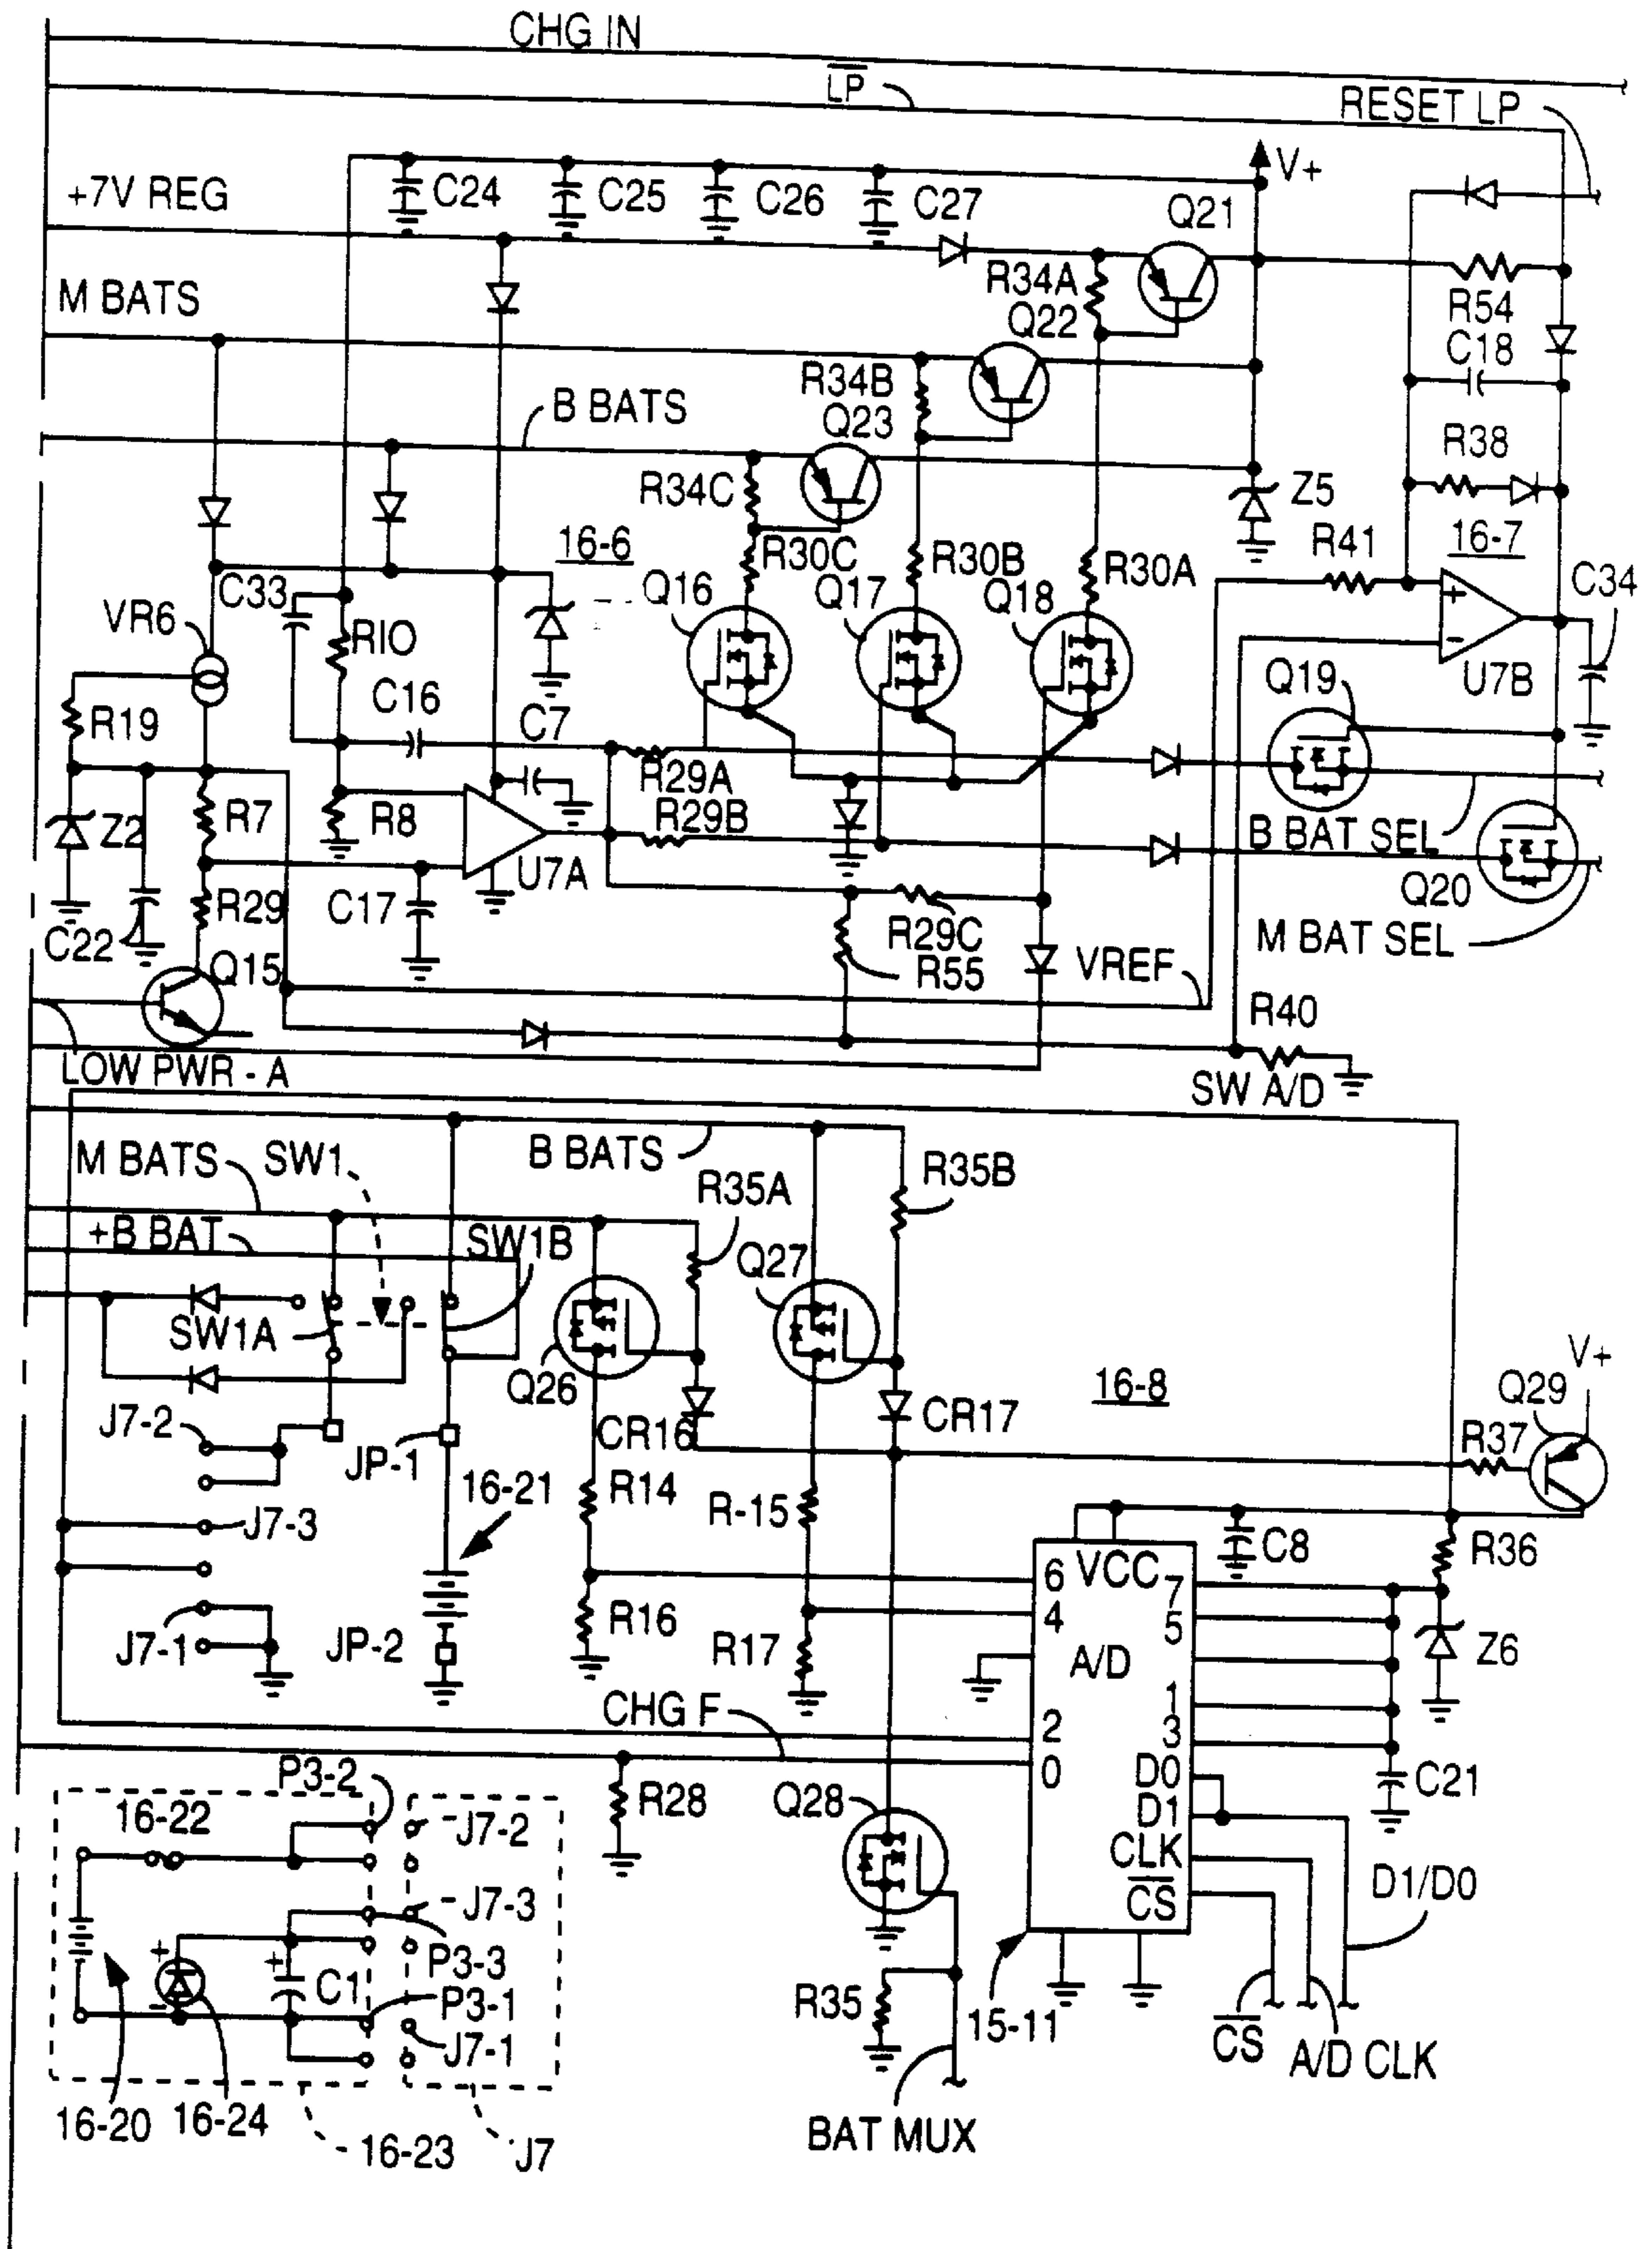 CHG IN
LP
RESET LP
V+
+7V REG
C24
C25
C26
C27
Q21
M BATS
R34A
Q22
R54
C18
R34B
Q23
B BATS
R38
R34C
Z5
16-6
R30C
R30B
R30A
R41
16-7
C34
C33
Q16
Q17
Q18
VR6
R10
+
-
U7B
Q19
R19
C16
C7
R29A
R29B
Z2
R7
R8
U7A
B BAT SEL
Q20
R29
C17
C22
R29C
R55
M BAT SEL
Q15
VREF
R40
LOW PWR - A
SW A/D
M BATS
SW1
B BATS
R35A
R35B
+B BAT
SW1B
Q27
SW1A
Q26
16-8
V+
Q29
J7-2
CR16
CR17
R37
JP-1
16-21
R14
R-15
J7-3
C8
R36
6
VCC
7
4
5
R16
J7-1
JP-2
R17
A/D
Z6
1
CHG F
2
3
0
D0
C21
P3-2
R28
Q28
D1
16-22
J7-2
CLK
D1/D0
CS
J7-3
+
+
P3-3
C1
P3-1
R35
15-11
-
J7-1
CS
A/D CLK
16-20
16-24
16-23
J7
BAT MUX